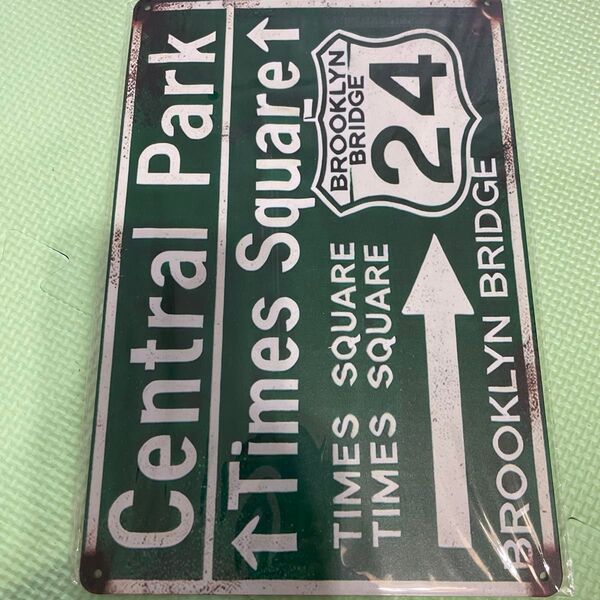 Central Park
←Times Square→
TIMES SQUARE
TIMES SQUARE
BROOKLYN
BRIDGE
24
BROOKLYN BRIDGE